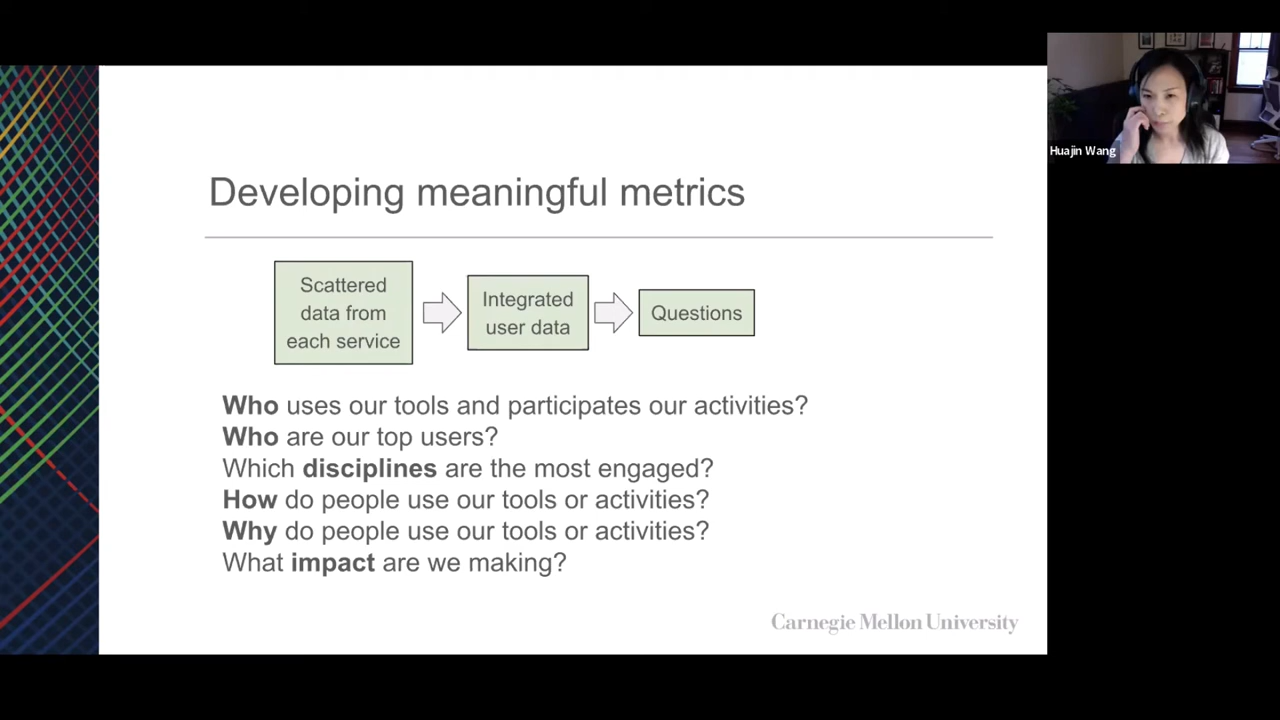 Developing meaningful metrics
Scattered
data from
each service
Integrated
user data
Questions
Who uses our tools and participates our activities?
Who are our top users?
Which disciplines are the most engaged?
How do people use our tools or activities?
Why do people use our tools or activities?
What impact are we making?
Carnegie Mellon University
Huajin Wang